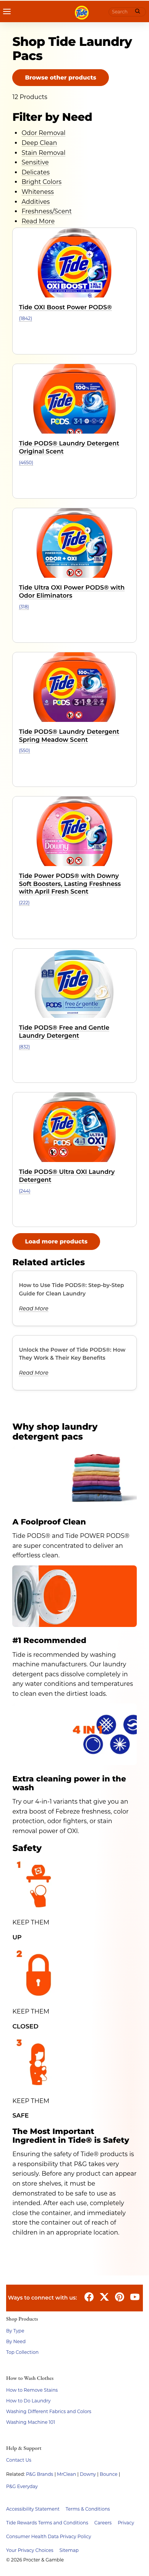 Search
Shop Tide Laundry
Pacs
Browse other products
12 Products
Filter by Need
Odor Removal
Deep Clean
Stain Removal
Sensitive
Delicates
Bright Colors
Whiteness
Additives
Freshness/Scent
Read More
Tide OXI Boost Power PODS®
(1842)
Tide PODS® Laundry Detergent
Original Scent
(4650)
Tide Ultra OXI Power PODS® with
Odor Eliminators
(318)
Tide PODS® Laundry Detergent
Spring Meadow Scent
(550)
Tide Power PODS® with Downy
Soft Boosters, Lasting Freshness
with April Fresh Scent
(222)
Tide PODS® Free and Gentle
Laundry Detergent
(832)
Tide PODS® Ultra OXI Laundry
Detergent
(244)
Load more products
Related articles
How to Use Tide PODS®: Step-by-Step
Guide for Clean Laundry
Read More
Unlock the Power of Tide PODS®: How
They Work & Their Key Benefits
Read More
Why shop laundry
detergent pacs
A Foolproof Clean
Tide PODS® and Tide POWER PODS®
are super concentrated to deliver an
effortless clean.
#1 Recommended
Tide is recommended by washing
machine manufacturers. Our laundry
detergent pacs dissolve completely in
any water conditions and temperatures
to clean even the dirtiest loads.
4 IN 1
Extra cleaning power in the
wash
Try our 4-in-1 variants that give you an
extra boost of Febreze freshness, color
protection, odor fighters, or stain
removal power of OXI.
Safety
1
KEEP THEM
UP
2
KEEP THEM
CLOSED
3
KEEP THEM
SAFE
The Most Important
Ingredient in Tide® is Safety
Ensuring the safety of Tide® products is
a responsibility that P&G takes very
seriously. Before any product can appear
on store shelves, it must be
demonstrated to be safe to use as
intended. After each use, completely
close the container, and immediately
store the container out of reach of
children in an appropriate location.
Ways to connect with us:
Shop Products
By Type
By Need
Top Collection
How to Wash Clothes
How to Remove Stains
How to Do Laundry
Washing Different Fabrics and Colors
Washing Machine 101
Help & Support
Contact Us
Related: P&G Brands | MrClean | Downy | Bounce |
P&G Everyday
Accessibility Statement Terms & Conditions
Tide Rewards Terms and Conditions Careers Privacy
Consumer Health Data Privacy Policy
Your Privacy Choices Sitemap
© 2026 Procter & Gamble